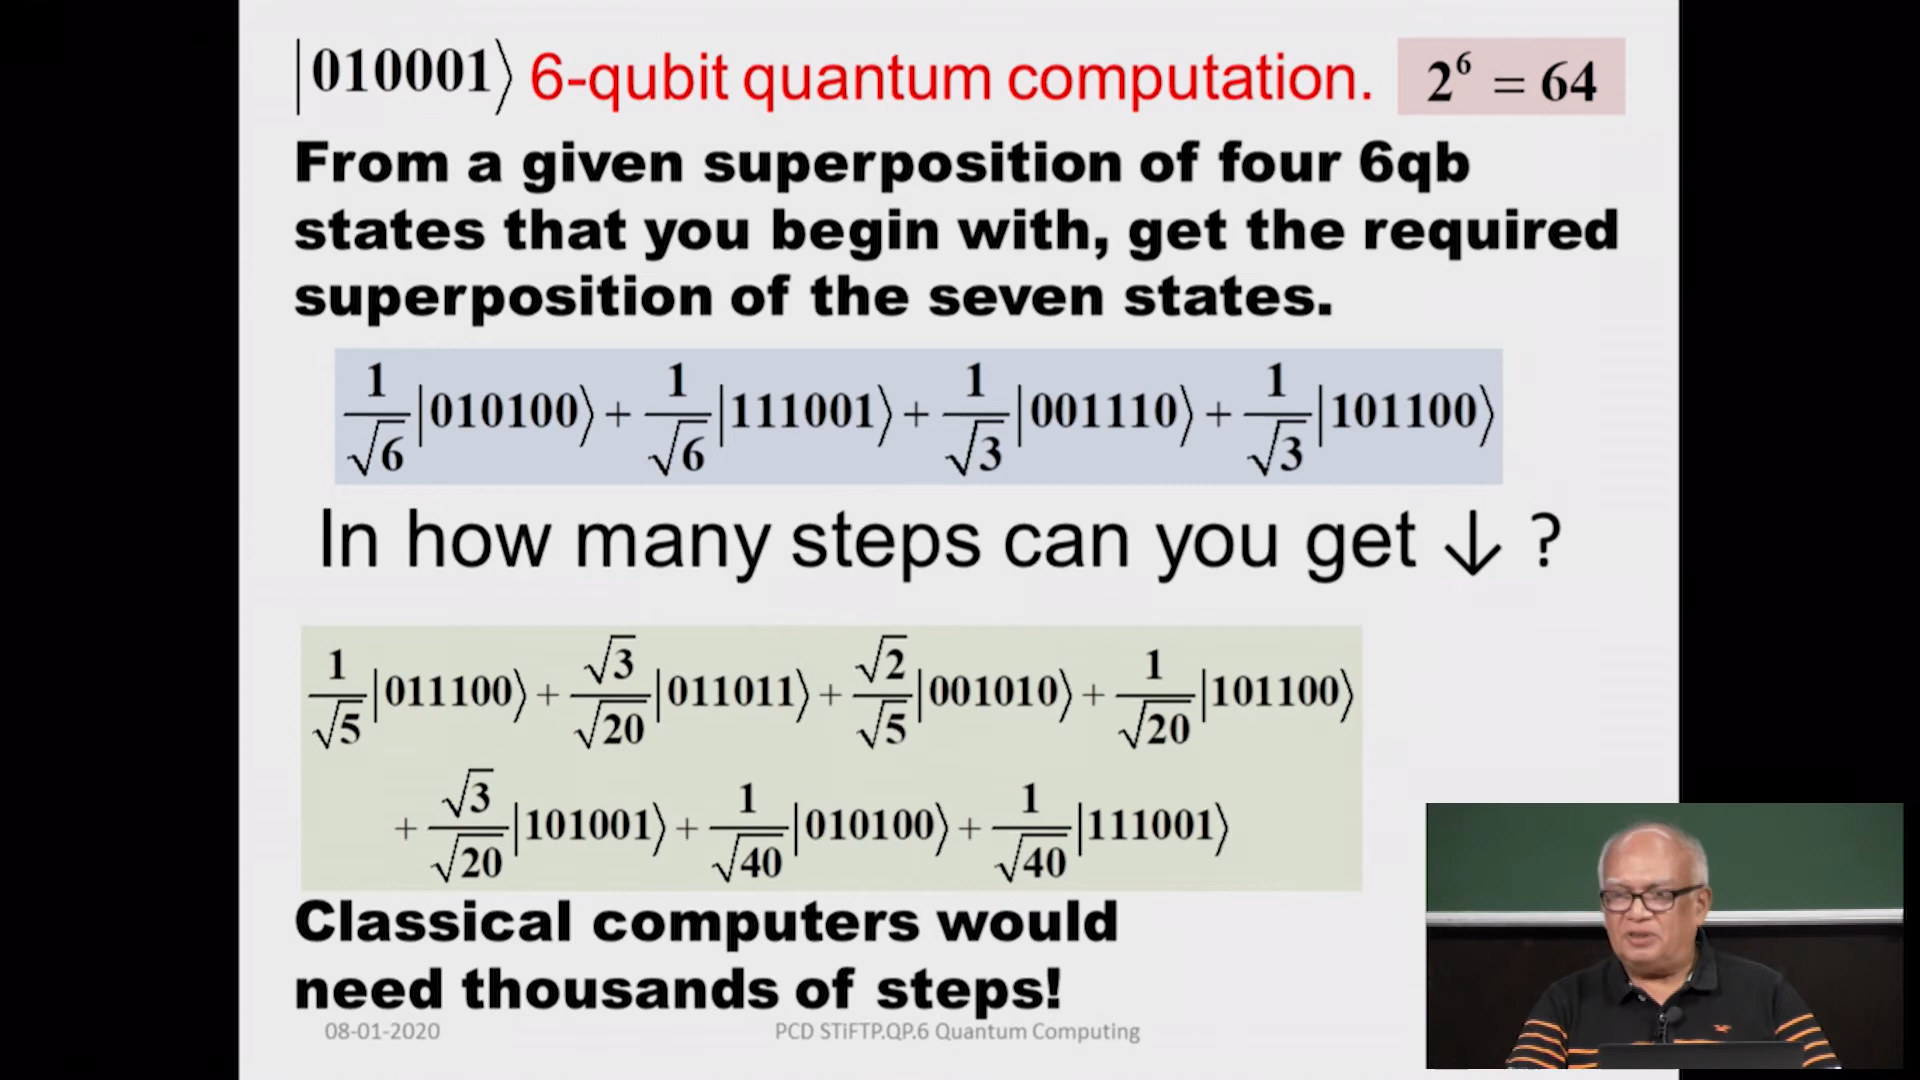 |010001⟩ 6-qubit quantum computation. 2⁶ = 64
From a given superposition of four 6qb
states that you begin with, get the required
superposition of the seven states.
1/√6 |010100⟩ + 1/√6 |111001⟩ + 1/√3 |001110⟩ + 1/√3 |101100⟩
In how many steps can you get ↓ ?
1/√5 |011100⟩ + √3/√20 |011011⟩ + √2/√5 |001010⟩ + 1/√20 |101100⟩
+ √3/√20 |101001⟩ + 1/√40 |010100⟩ + 1/√40 |111001⟩
Classical computers would
need thousands of steps!
08-01-2020 PCD STiFTP.QP.6 Quantum Computing